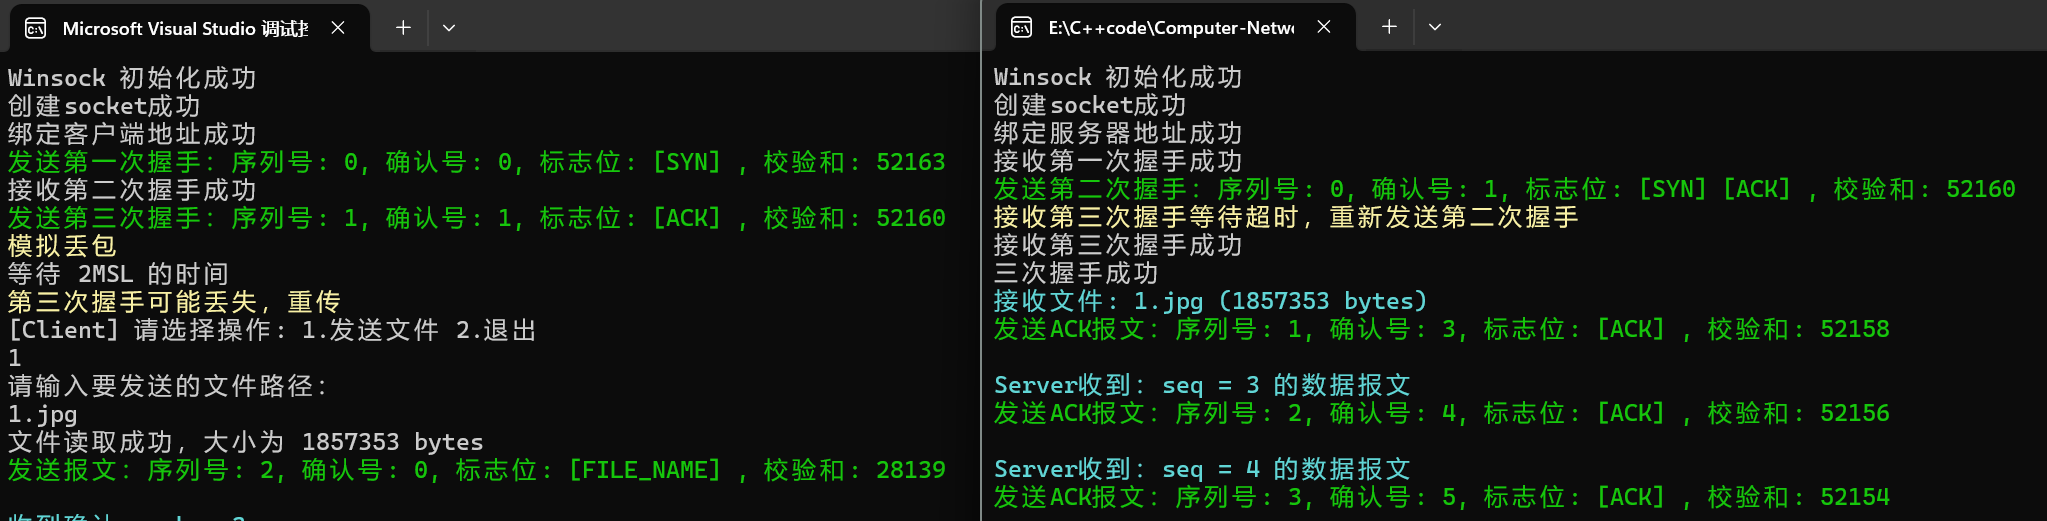 Microsoft Visual Studio 调试
Winsock 初始化成功
创建socket成功
绑定客户端地址成功
发送第一次握手: 序列号: 0, 确认号: 0, 标志位: [SYN] , 校验和: 52163
接收第二次握手成功
发送第三次握手: 序列号: 1, 确认号: 1, 标志位: [ACK] , 校验和: 52160
模拟丢包
等待 2MSL 的时间
第三次握手可能丢失, 重传
[Client] 请选择操作: 1.发送文件 2.退出
1
请输入要发送的文件路径:
1.jpg
文件读取成功, 大小为 1857353 bytes
发送报文: 序列号: 2, 确认号: 0, 标志位: [FILE_NAME] , 校验和: 28139
E:\C++code\Computer-Netw
Winsock 初始化成功
创建socket成功
绑定服务器地址成功
接收第一次握手成功
发送第二次握手: 序列号: 0, 确认号: 1, 标志位: [SYN] [ACK] , 校验和: 52160
接收第三次握手等待超时, 重新发送第二次握手
接收第三次握手成功
三次握手成功
接收文件: 1.jpg (1857353 bytes)
发送ACK报文: 序列号: 1, 确认号: 3, 标志位: [ACK] , 校验和: 52158
Server收到: seq = 3 的数据报文
发送ACK报文: 序列号: 2, 确认号: 4, 标志位: [ACK] , 校验和: 52156
Server收到: seq = 4 的数据报文
发送ACK报文: 序列号: 3, 确认号: 5, 标志位: [ACK] , 校验和: 52154